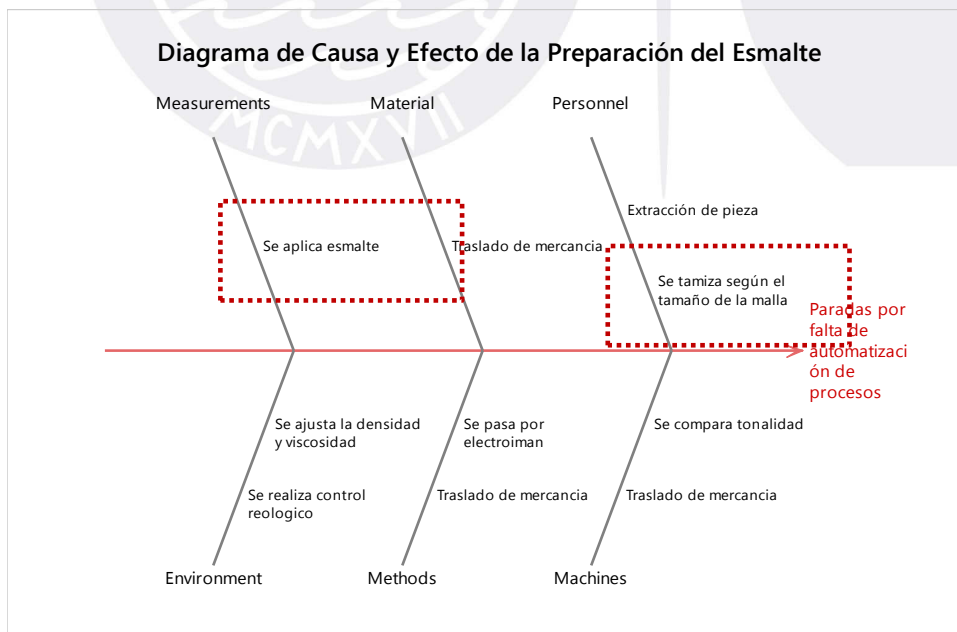 MCMXVII
Diagrama de Causa y Efecto de la Preparación del Esmalte
Measurements
Material
Personnel
Extracción de pieza
Se aplica esmalte
Traslado de mercancia
Se tamiza según el
tamaño de la malla
Paradas por
falta de
automatizaci
ón de
procesos
Se ajusta la densidad
y viscosidad
Se pasa por
electroiman
Se compara tonalidad
Se realiza control
reologico
Traslado de mercancia
Traslado de mercancia
Environment
Methods
Machines